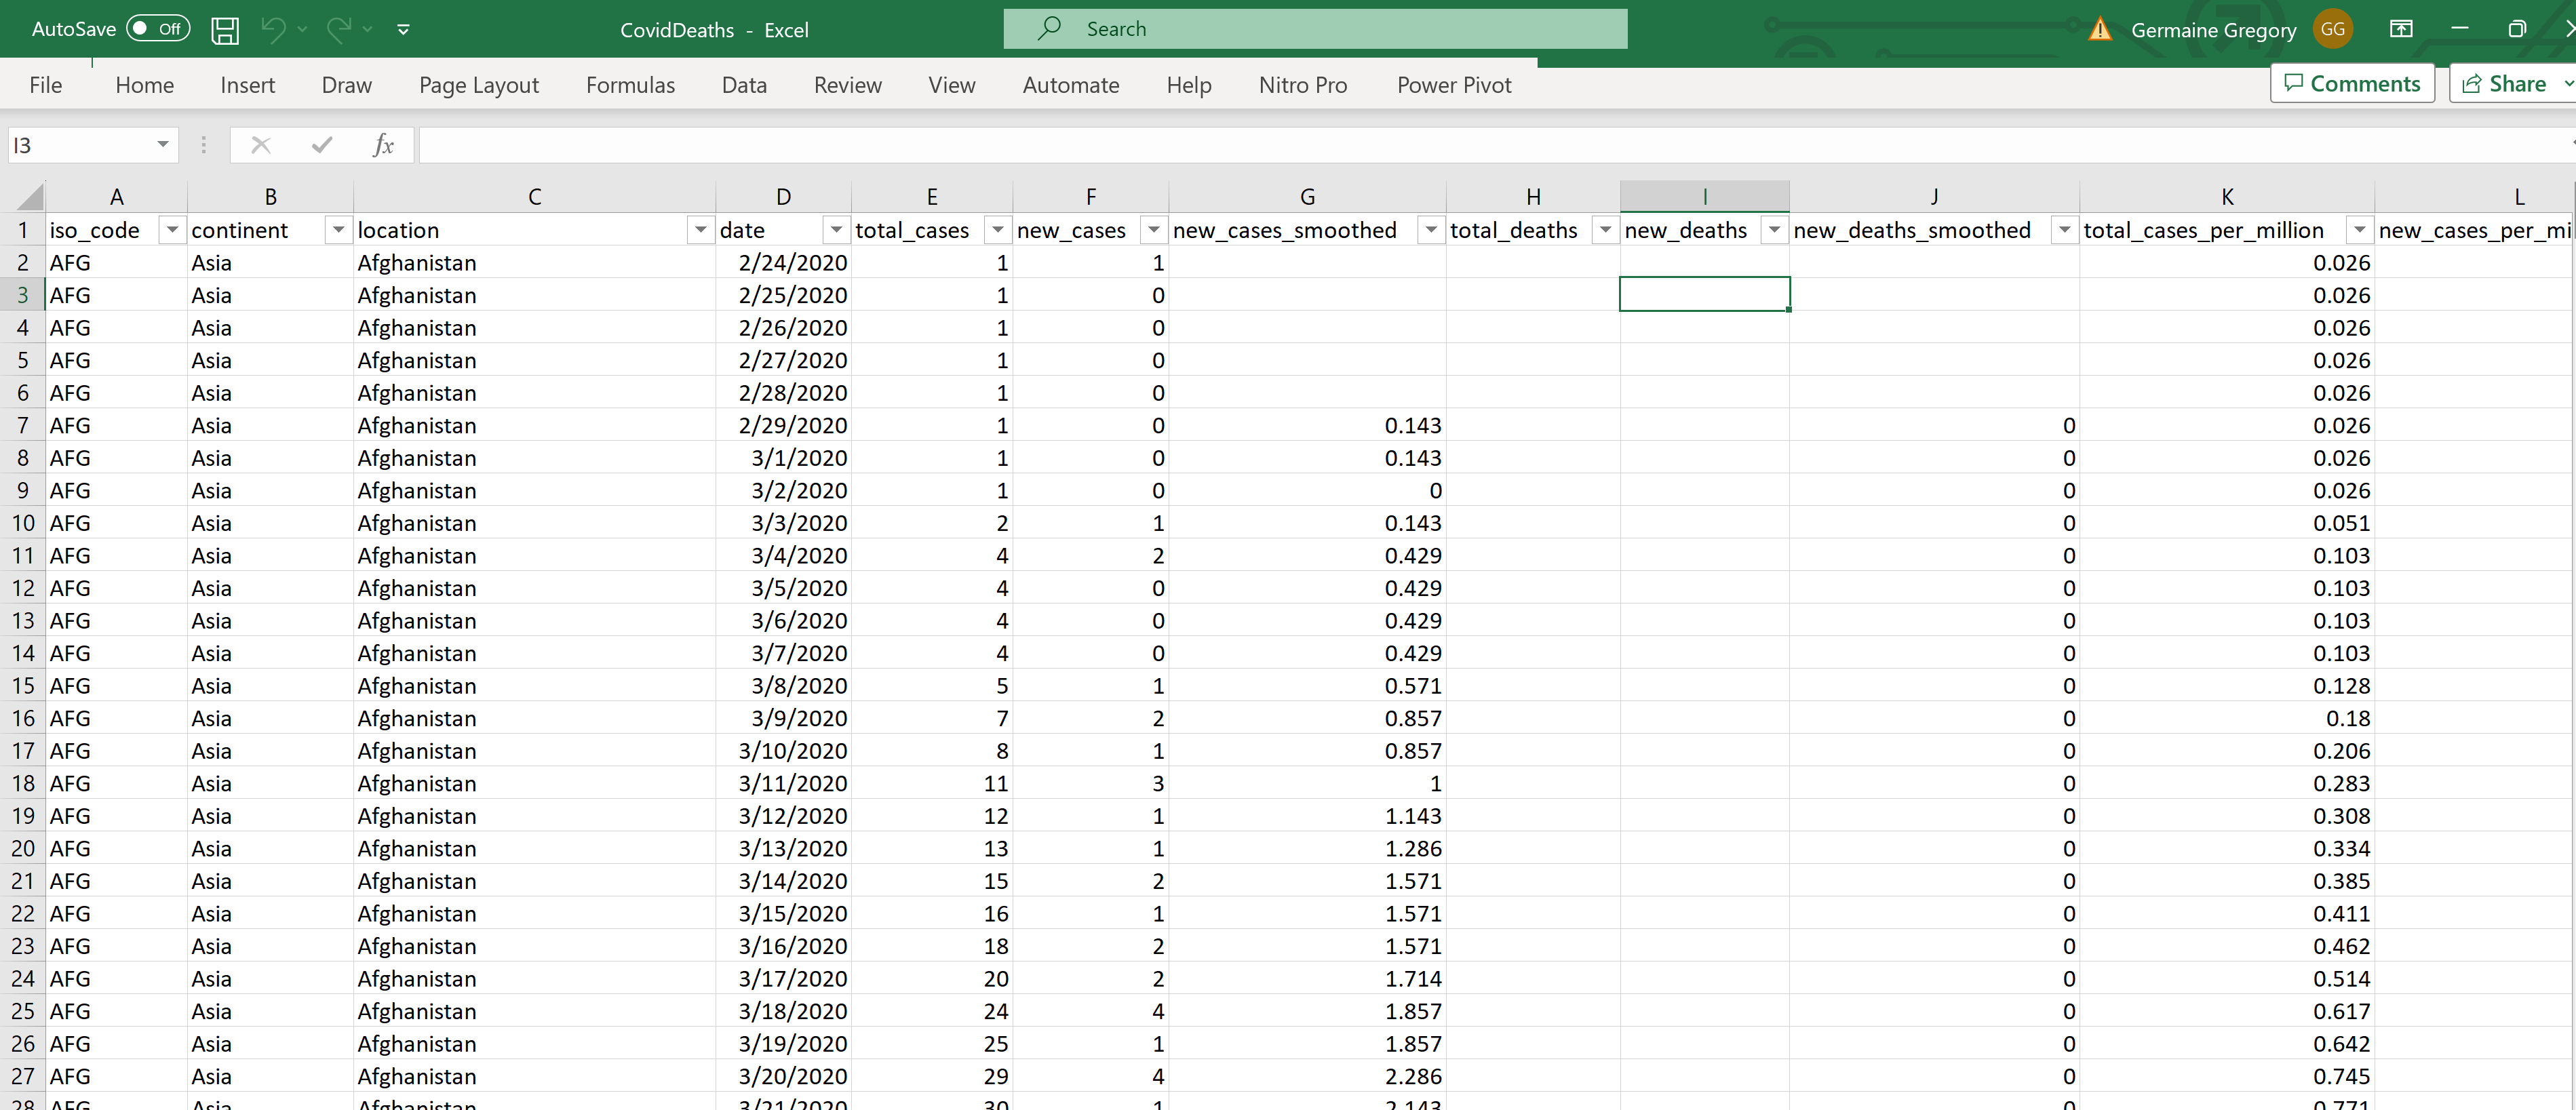 AutoSave Off CovidDeaths - Excel Search Germaine Gregory GG
File Home Insert Draw Page Layout Formulas Data Review View Automate Help Nitro Pro Power Pivot Comments Share
I3 fx
A B C D E F G H I J K L
1 iso_code continent location date total_cases new_cases new_cases_smoothed total_deaths new_deaths new_deaths_smoothed total_cases_per_million new_cases_per_mi
2 AFG Asia Afghanistan 2/24/2020 1 1 0.026
3 AFG Asia Afghanistan 2/25/2020 1 0 0.026
4 AFG Asia Afghanistan 2/26/2020 1 0 0.026
5 AFG Asia Afghanistan 2/27/2020 1 0 0.026
6 AFG Asia Afghanistan 2/28/2020 1 0 0.026
7 AFG Asia Afghanistan 2/29/2020 1 0 0.143 0 0.026
8 AFG Asia Afghanistan 3/1/2020 1 0 0.143 0 0.026
9 AFG Asia Afghanistan 3/2/2020 1 0 0 0 0.026
10 AFG Asia Afghanistan 3/3/2020 2 1 0.143 0 0.051
11 AFG Asia Afghanistan 3/4/2020 4 2 0.429 0 0.103
12 AFG Asia Afghanistan 3/5/2020 4 0 0.429 0 0.103
13 AFG Asia Afghanistan 3/6/2020 4 0 0.429 0 0.103
14 AFG Asia Afghanistan 3/7/2020 4 0 0.429 0 0.103
15 AFG Asia Afghanistan 3/8/2020 5 1 0.571 0 0.128
16 AFG Asia Afghanistan 3/9/2020 7 2 0.857 0 0.18
17 AFG Asia Afghanistan 3/10/2020 8 1 0.857 0 0.206
18 AFG Asia Afghanistan 3/11/2020 11 3 1 0 0.283
19 AFG Asia Afghanistan 3/12/2020 12 1 1.143 0 0.308
20 AFG Asia Afghanistan 3/13/2020 13 1 1.286 0 0.334
21 AFG Asia Afghanistan 3/14/2020 15 2 1.571 0 0.385
22 AFG Asia Afghanistan 3/15/2020 16 1 1.571 0 0.411
23 AFG Asia Afghanistan 3/16/2020 18 2 1.571 0 0.462
24 AFG Asia Afghanistan 3/17/2020 20 2 1.714 0 0.514
25 AFG Asia Afghanistan 3/18/2020 24 4 1.857 0 0.617
26 AFG Asia Afghanistan 3/19/2020 25 1 1.857 0 0.642
27 AFG Asia Afghanistan 3/20/2020 29 4 2.286 0 0.745
28 AFG Asia Afghanistan 3/21/2020 30 1 2.143 0 0.771